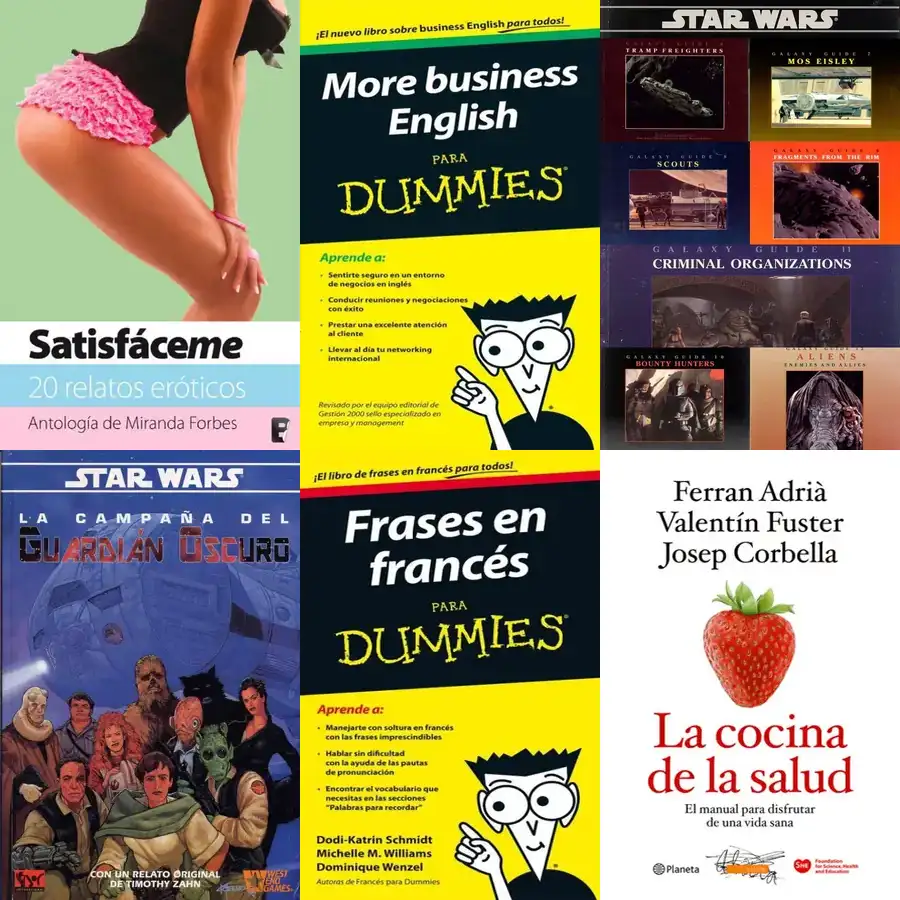 Satisfáceme
20 relatos eróticos
Antología de Miranda Forbes
B
¡El nuevo libro sobre business English para todos!
More business
English
PARA
DUMMIES
Aprende a:
• Sentirte seguro en un entorno
de negocios en inglés
• Conducir reuniones y negociaciones
con éxito
• Prestar una excelente atención
al cliente
• Llevar al día tu networking
internacional
Revisado por el equipo editorial de
Gestión 2000 sello especializado en
empresa y management
STAR WARS
GALAXY GUIDE 6
TRAMP FREIGHTERS
GALAXY GUIDE 7
MOS EISLEY
GALAXY GUIDE 8
SCOUTS
GALAXY GUIDE 9
FRAGMENTS FROM THE RIM
GALAXY GUIDE 11
CRIMINAL ORGANIZATIONS
GALAXY GUIDE 10
BOUNTY HUNTERS
ALIENS
ENEMIES AND ALLIES
STAR WARS
LA CAMPAÑA DEL
GUARDIÁN OSCURO
CON UN RELATO ORIGINAL
DE TIMOTHY ZAHN
WEST
END
GAMES
¡El libro de frases en francés para todos!
Frases en
francés
PARA
DUMMIES
Aprende a:
• Manejarte con soltura en francés
con las frases imprescindibles
• Hablar sin dificultad
con la ayuda de las pautas
de pronunciación
• Encontrar el vocabulario que
necesitas en las secciones
"Palabras para recordar"
Dodi-Katrin Schmidt
Michelle M. Williams
Dominique Wenzel
Autores de Francés para Dummies
Ferran Adrià
Valentín Fuster
Josep Corbella
La cocina
de la salud
El manual para disfrutar
de una vida sana
Planeta
SHE
Foundation
for Science, Health
and Education